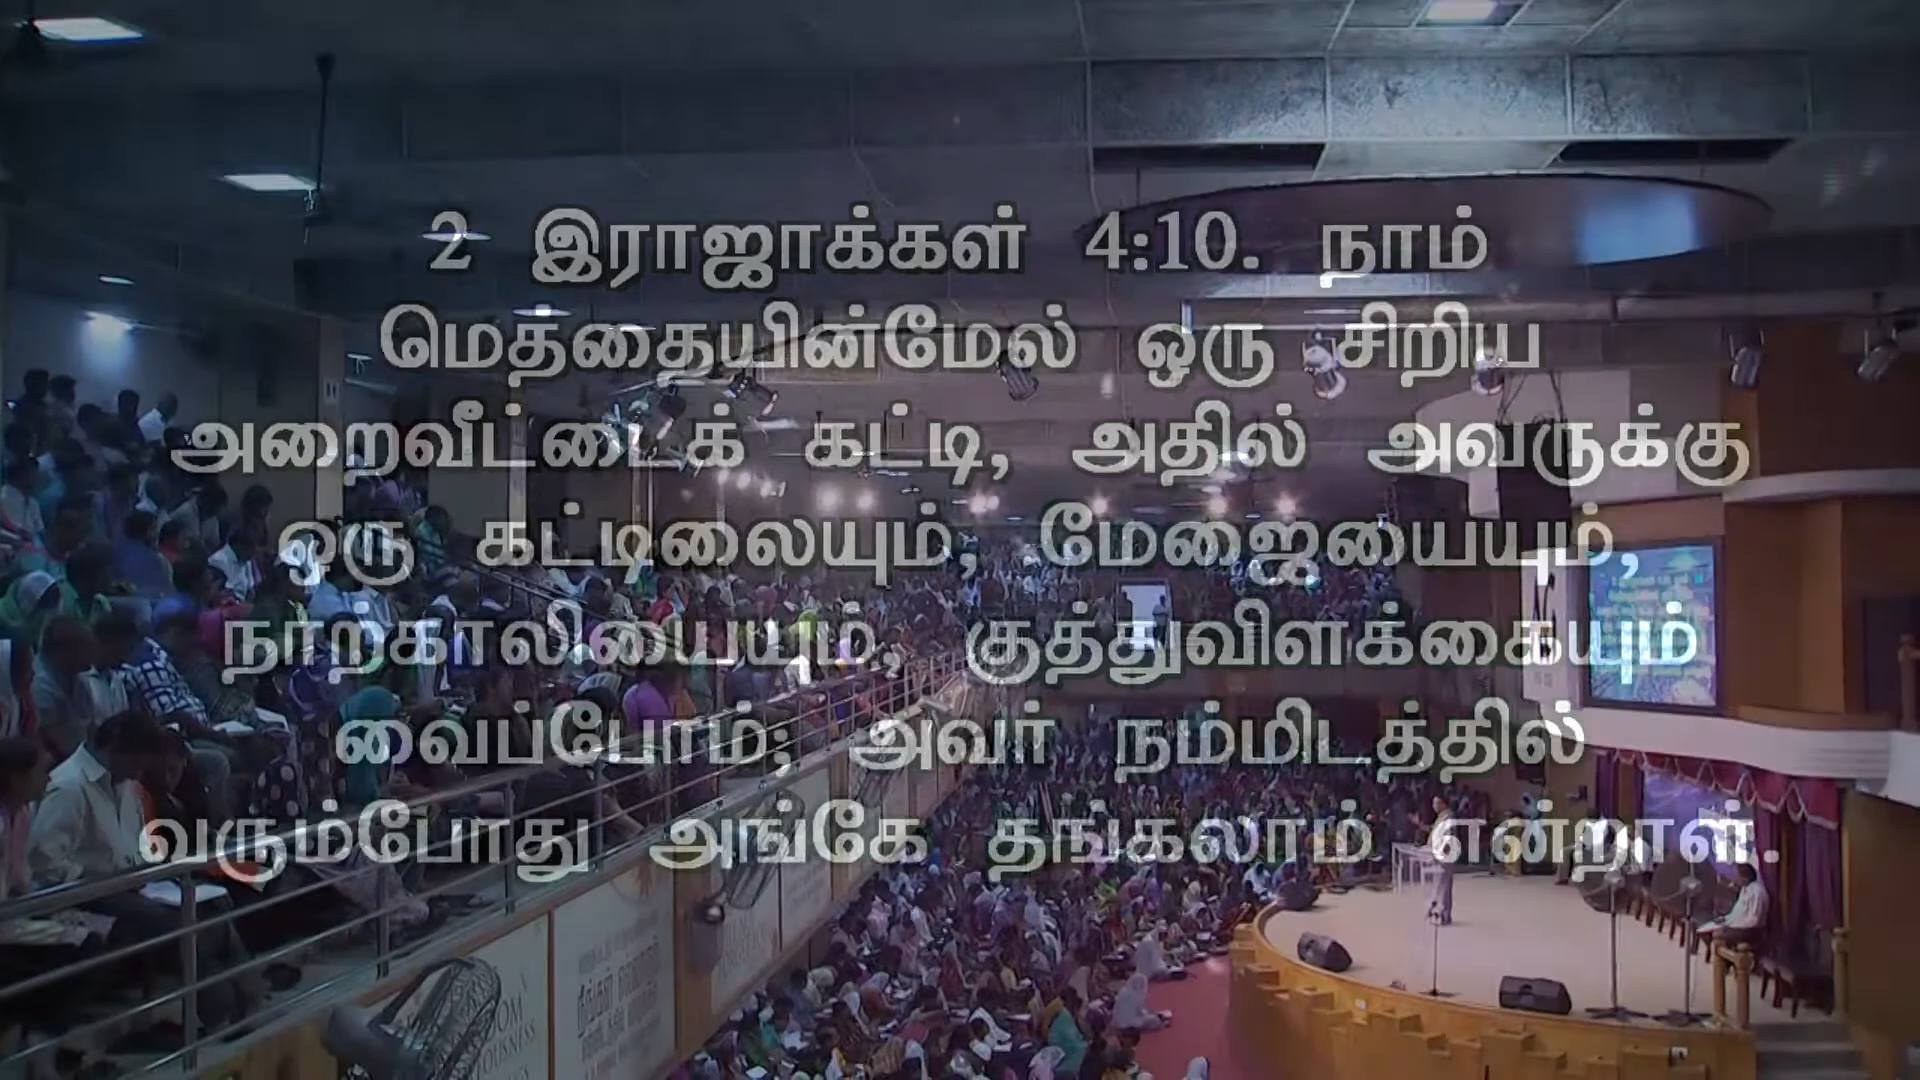 2 இராஜாக்கள் 4:10. நாம்
மெத்தையின்மேல் ஒரு சிறிய
அறைவீட்டைக் கட்டி, அதில் அவருக்கு
ஒரு கட்டிலையும், மேஜையையும்,
நாற்காலியையும், குத்துவிளக்கையும்
வைப்போம்; அவர் நம்மிடத்தில்
வரும்போது அங்கே தங்கலாம் என்றாள்.